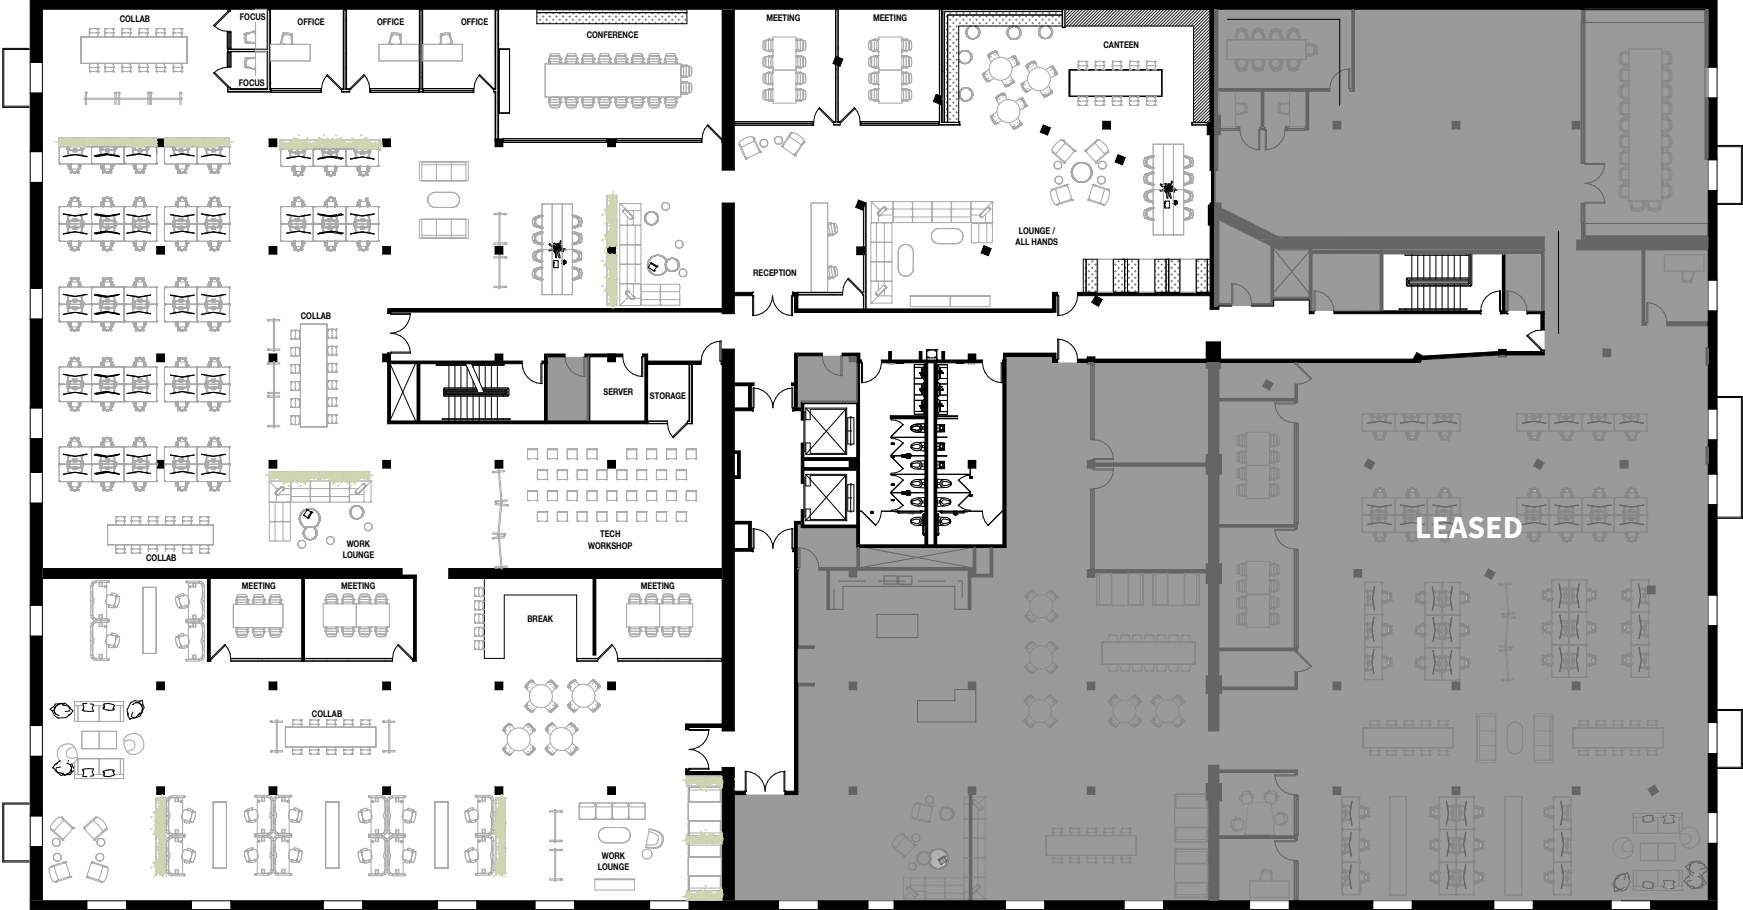 COLLAB
FOCUS
OFFICE
OFFICE
OFFICE
CONFERENCE
MEETING
MEETING
CANTEEN
FOCUS
LOUNGE /
ALL HANDS
RECEPTION
COLLAB
SERVER
STORAGE
LEASED
TECH
WORKSHOP
WORK
LOUNGE
COLLAB
MEETING
MEETING
MEETING
BREAK
COLLAB
WORK
LOUNGE